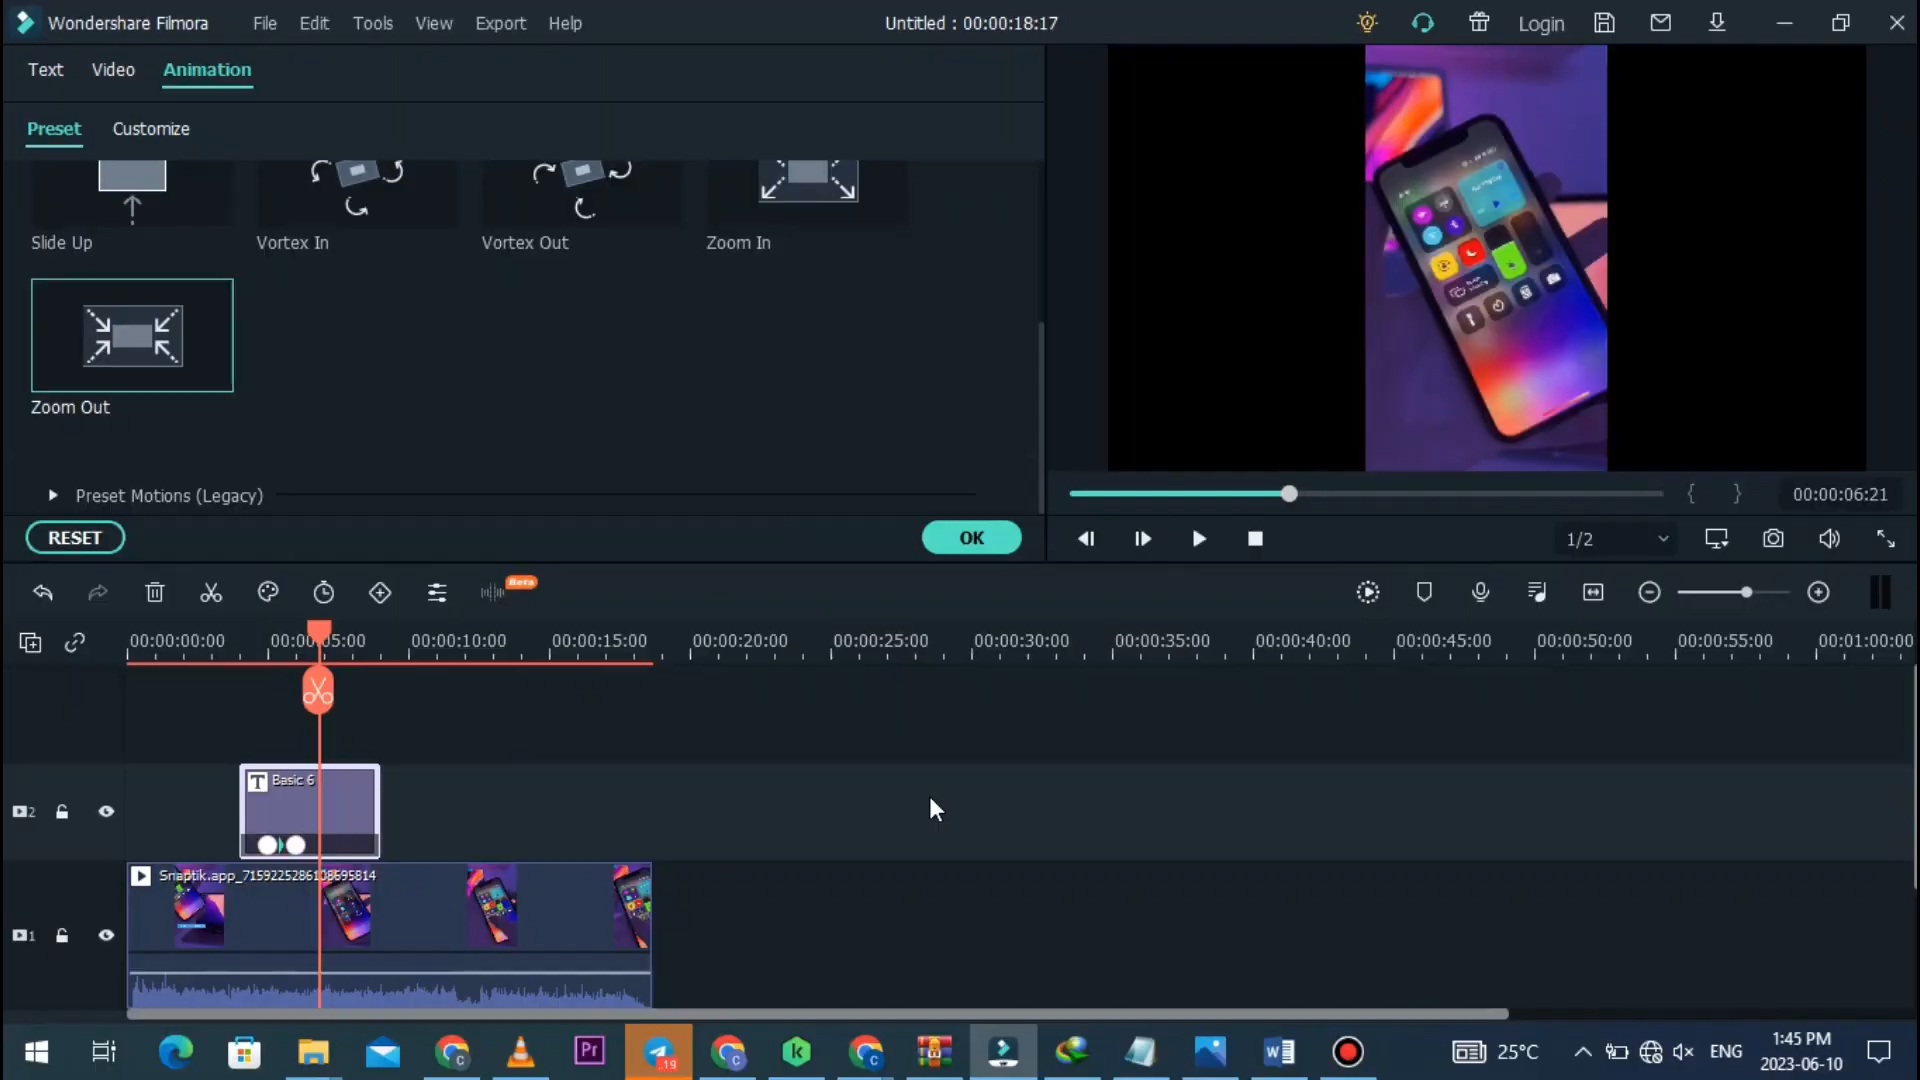 Wondershare Filmora
File Edit Tools View Export Help
Untitled : 00:00:18:17
Login
Text Video Animation
Preset Customize
Slide Up Vortex In Vortex Out Zoom In
Zoom Out
Preset Motions (Legacy)
RESET OK
{ } 00:00:06:21
1/2
Beta
00:00:00:00 00:00:05:00 00:00:10:00 00:00:15:00 00:00:20:00 00:00:25:00 00:00:30:00 00:00:35:00 00:00:40:00 00:00:45:00 00:00:50:00 00:00:55:00 00:01:00:00
T Basic 6
2
Snaptik.app_7159225286108695814
1
Pr
..19
25°C ENG
1:45 PM
2023-06-10